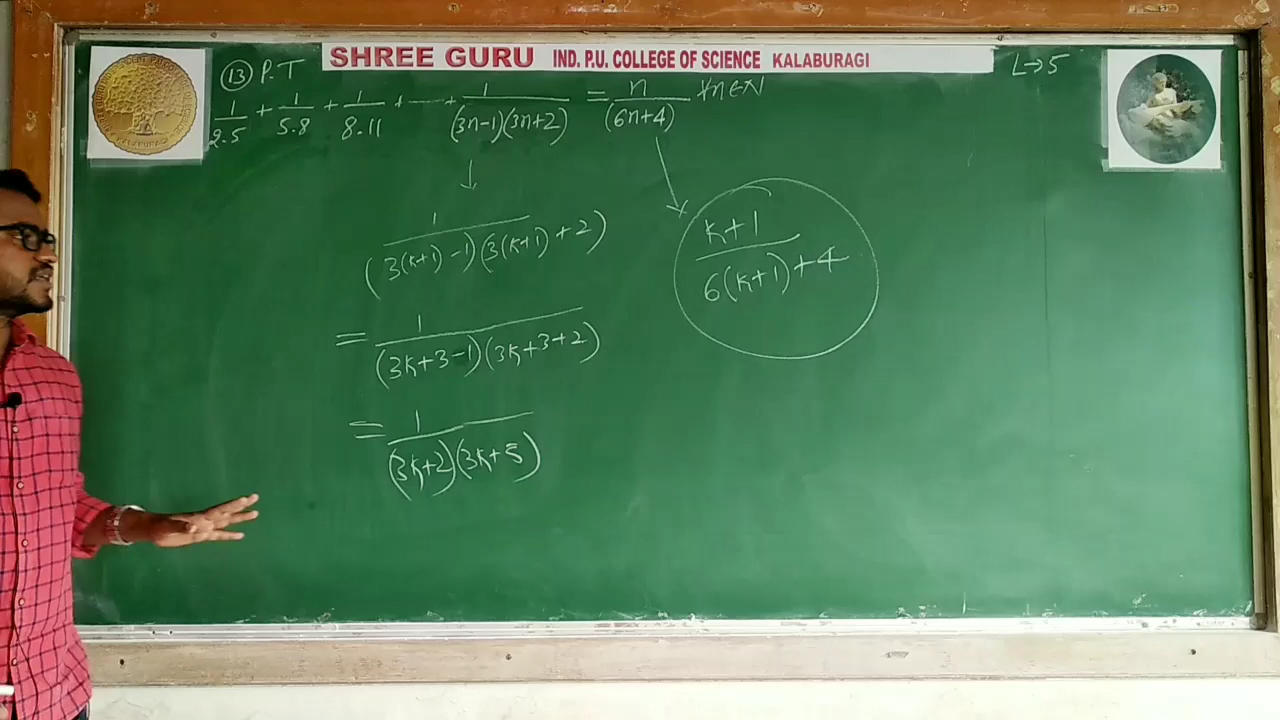 SHREE GURU IND. P.U. COLLEGE OF SCIENCE KALABURAGI
L→5
(13) P.T
1/2.5 + 1/5.8 + 1/8.11 + ---- + 1/(3n-1)(3n+2) = n/(6n+4) ∀n∈N
↓
1/(3(k+1)-1)(3(k+1)+2)
k+1/6(k+1)+4
= 1/(3k+3-1)(3k+3+2)
= 1/(3k+2)(3k+5)